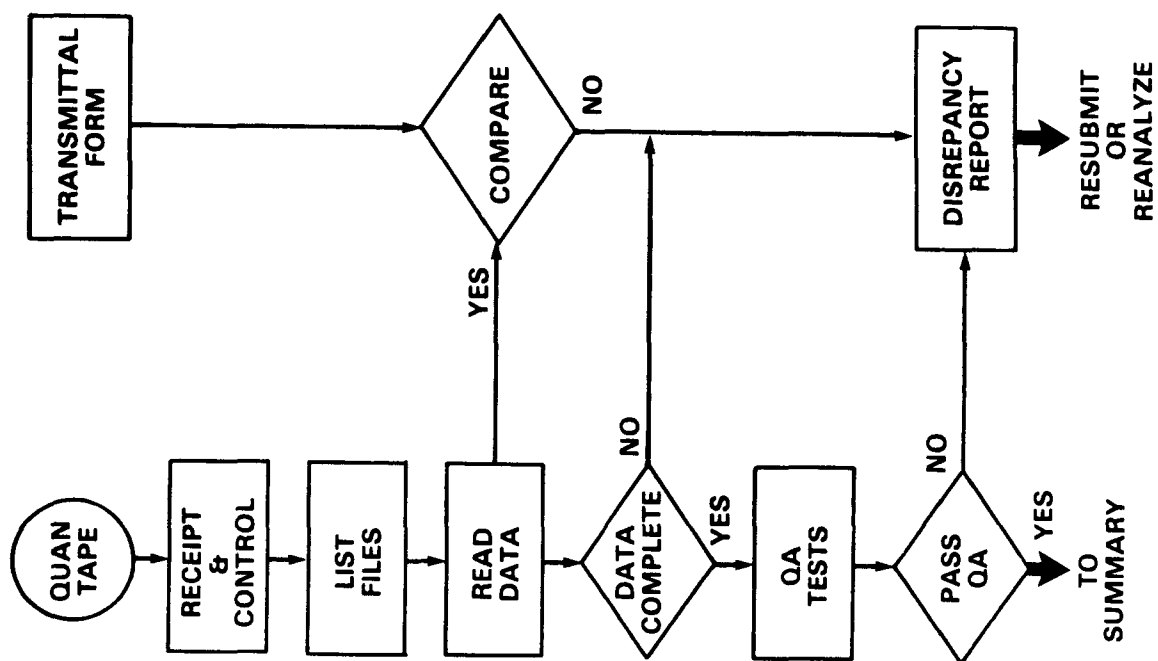 QUAN
TAPE
RECEIPT
&
CONTROL
LIST
FILES
READ
DATA
YES
DATA
COMPLETE
NO
YES
QA
TESTS
PASS
QA
NO
YES
TO
SUMMARY
TRANSMITTAL
FORM
COMPARE
NO
DISREPANCY
REPORT
RESUBMIT
OR
REANALYZE